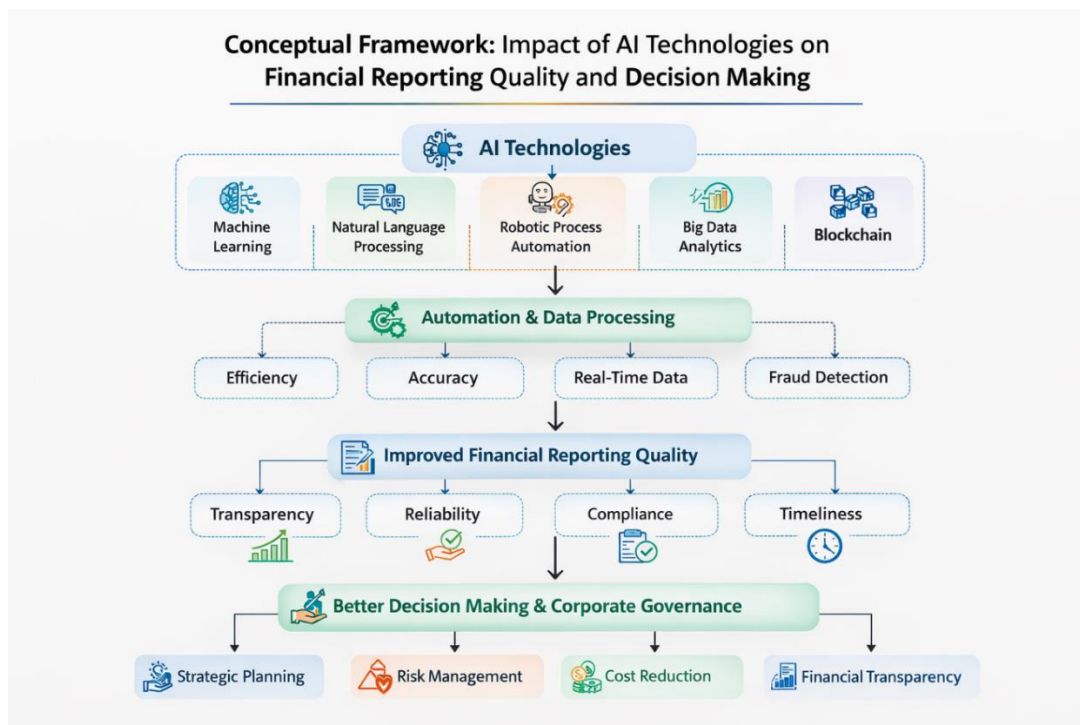 Conceptual Framework: Impact of AI Technologies on
Financial Reporting Quality and Decision Making
AI Technologies
Machine
Learning
Natural Language
Processing
Robotic Process
Automation
Big Data
Analytics
Blockchain
Automation & Data Processing
Efficiency
Accuracy
Real-Time Data
Fraud Detection
Improved Financial Reporting Quality
Transparency
Reliability
Compliance
Timeliness
Better Decision Making & Corporate Governance
Strategic Planning
Risk Management
Cost Reduction
Financial Transparency